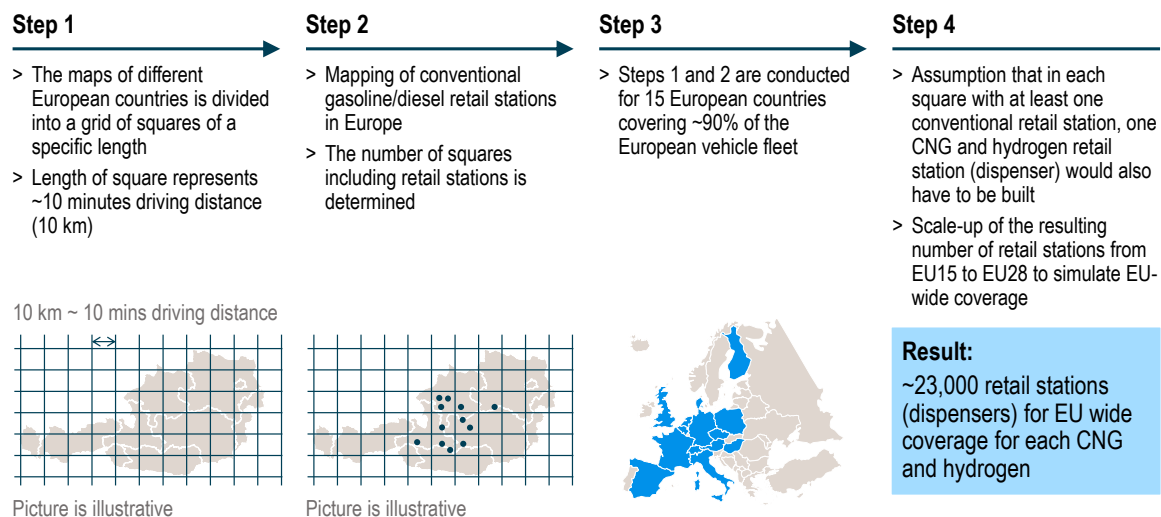 Step 1
> The maps of different
European countries is divided
into a grid of squares of a
specific length
> Length of square represents
~10 minutes driving distance
(10 km)
10 km ~ 10 mins driving distance
Picture is illustrative
Step 2
> Mapping of conventional
gasoline/diesel retail stations
in Europe
> The number of squares
including retail stations is
determined
Picture is illustrative
Step 3
> Steps 1 and 2 are conducted
for 15 European countries
covering ~90% of the
European vehicle fleet
Step 4
> Assumption that in each
square with at least one
conventional retail station, one
CNG and hydrogen retail
station (dispenser) would also
have to be built
> Scale-up of the resulting
number of retail stations from
EU15 to EU28 to simulate EU-
wide coverage
Result:
~23,000 retail stations
(dispensers) for EU wide
coverage for each CNG
and hydrogen